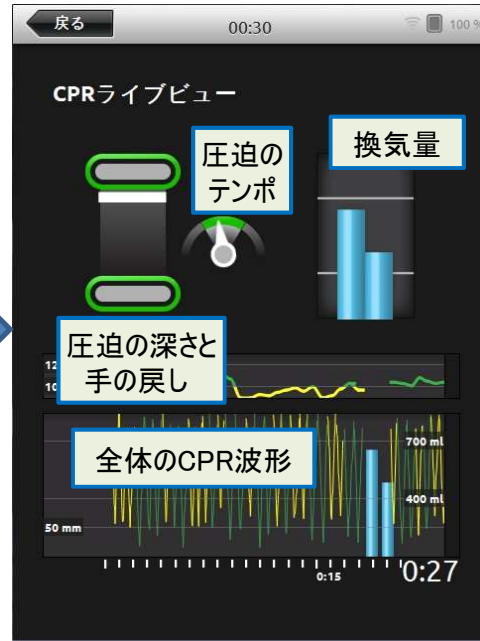 戻る
00:30
100 %
CPRライブビュー
圧迫の
テンポ
換気量
圧迫の深さと
手の戻し
12
10
全体のCPR波形
700 ml
400 ml
50 mm
0:15
0:27